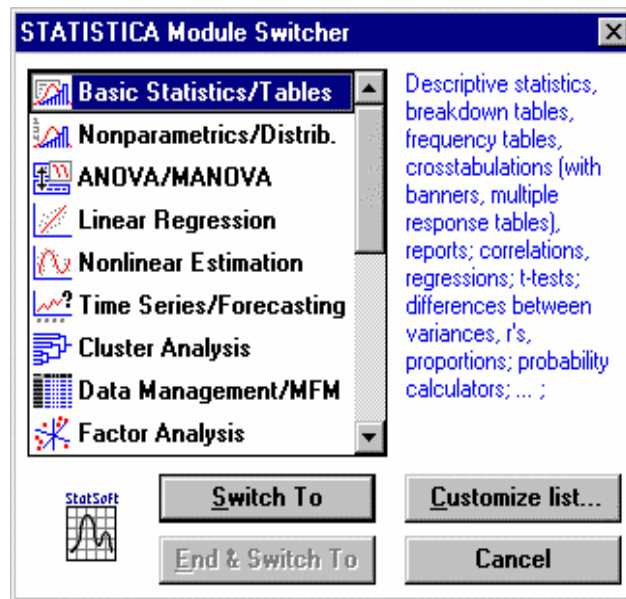 STATISTICA Module Switcher
Basic Statistics/Tables
Nonparametrics/Distrib.
ANOVA/MANOVA
Linear Regression
Nonlinear Estimation
Time Series/Forecasting
Cluster Analysis
Data Management/MFM
Factor Analysis
Descriptive statistics,
breakdown tables,
frequency tables,
crosstabulations (with
banners, multiple
response tables),
reports; correlations,
regressions; t-tests;
differences between
variances, r's,
proportions; probability
calculators; ... ;
StatSoft
Switch To
Customize list...
End & Switch To
Cancel